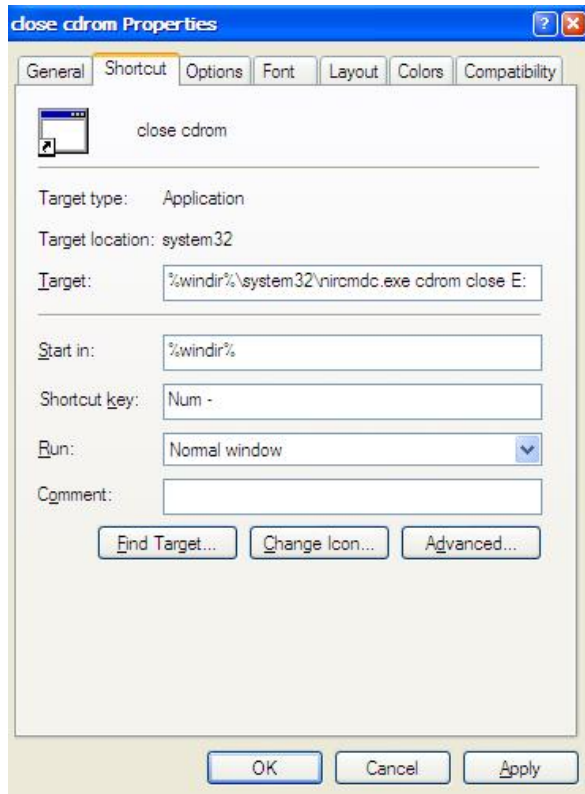 close cdrom Properties
General Shortcut Options Font Layout Colors Compatibility
close cdrom
Target type: Application
Target location: system32
Target: %windir%\system32\nircmdc.exe cdrom close E:
Start in: %windir%
Shortcut key: Num -
Run: Normal window
Comment:
Find Target... Change Icon... Advanced...
OK Cancel Apply